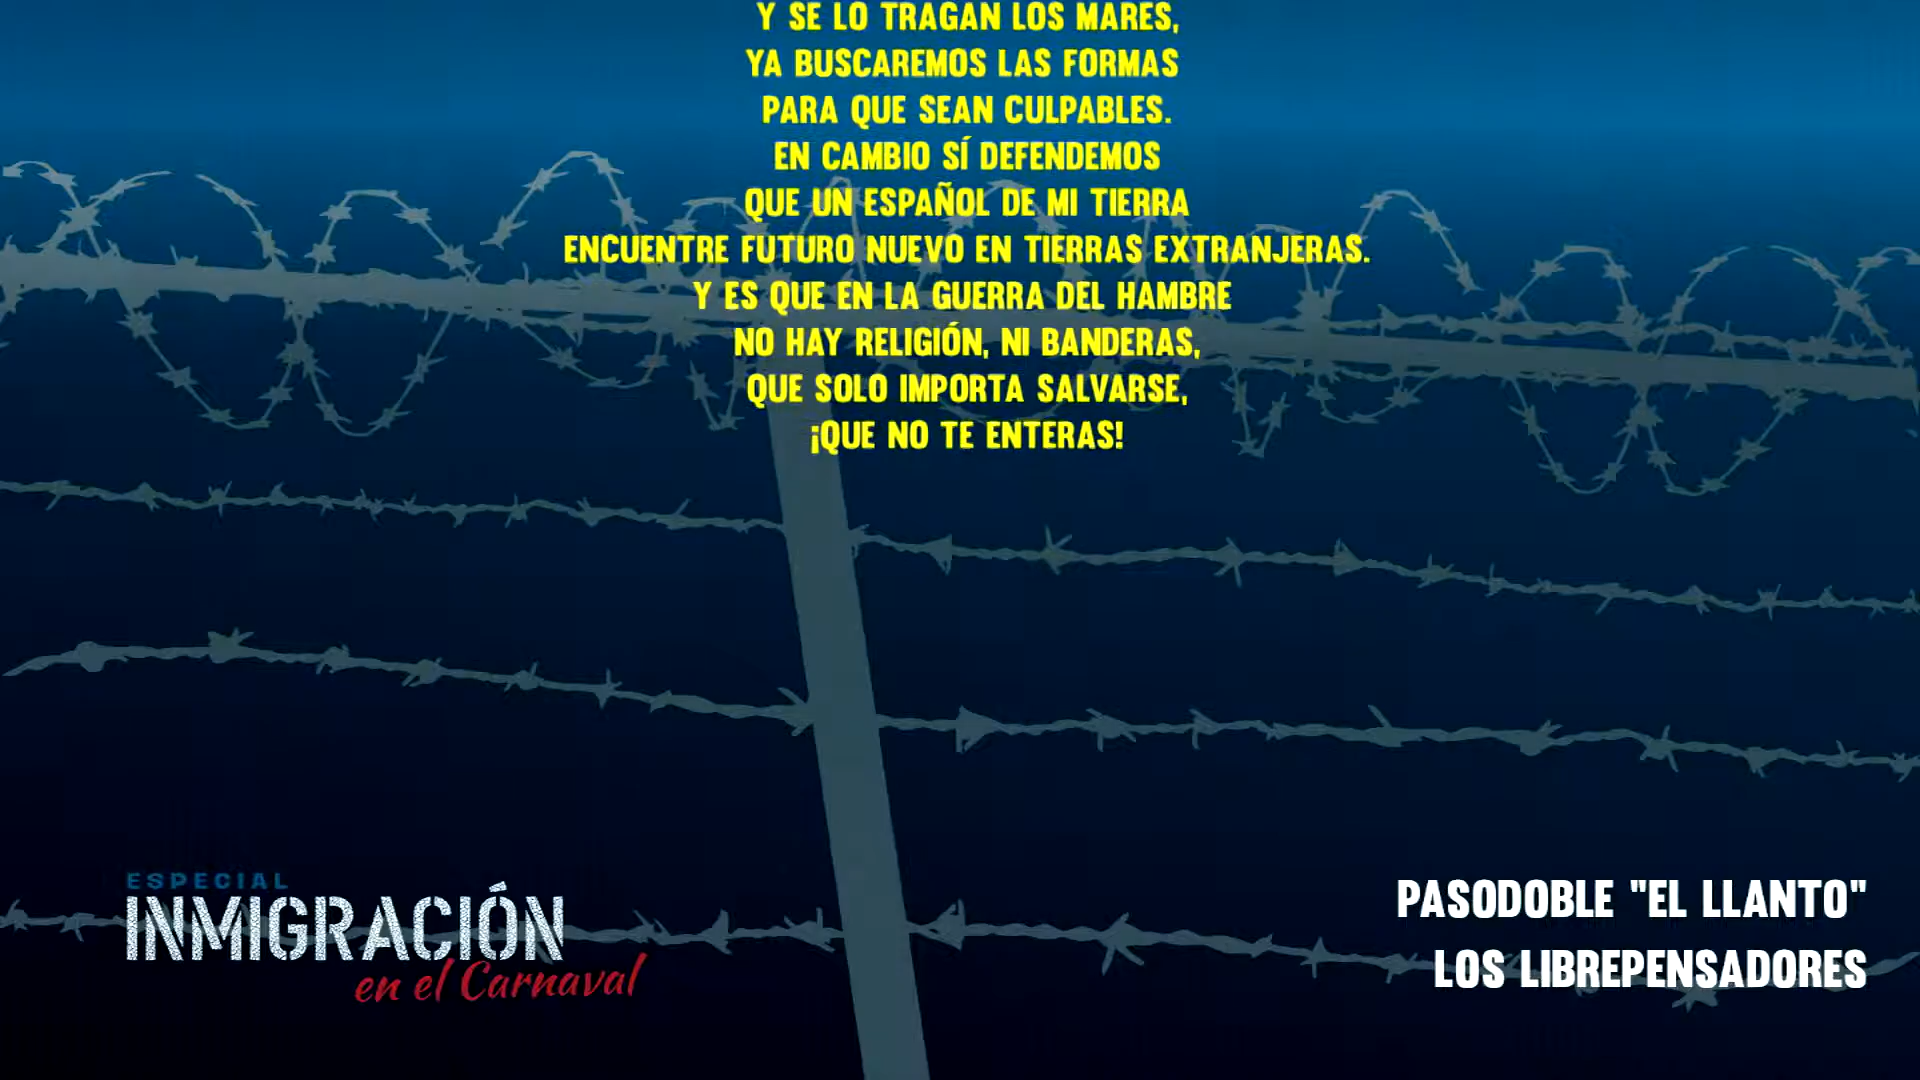 Y SE LO TRAGAN LOS MARES,
YA BUSCAREMOS LAS FORMAS
PARA QUE SEAN CULPABLES.
EN CAMBIO SÍ DEFENDEMOS
QUE UN ESPAÑOL DE MI TIERRA
ENCUENTRE FUTURO NUEVO EN TIERRAS EXTRANJERAS.
Y ES QUE EN LA GUERRA DEL HAMBRE
NO HAY RELIGIÓN, NI BANDERAS,
QUE SOLO IMPORTA SALVARSE,
¡QUE NO TE ENTERAS!
ESPECIAL
INMIGRACIÓN
en el Carnaval
PASODOBLE "EL LLANTO"
LOS LIBREPENSADORES